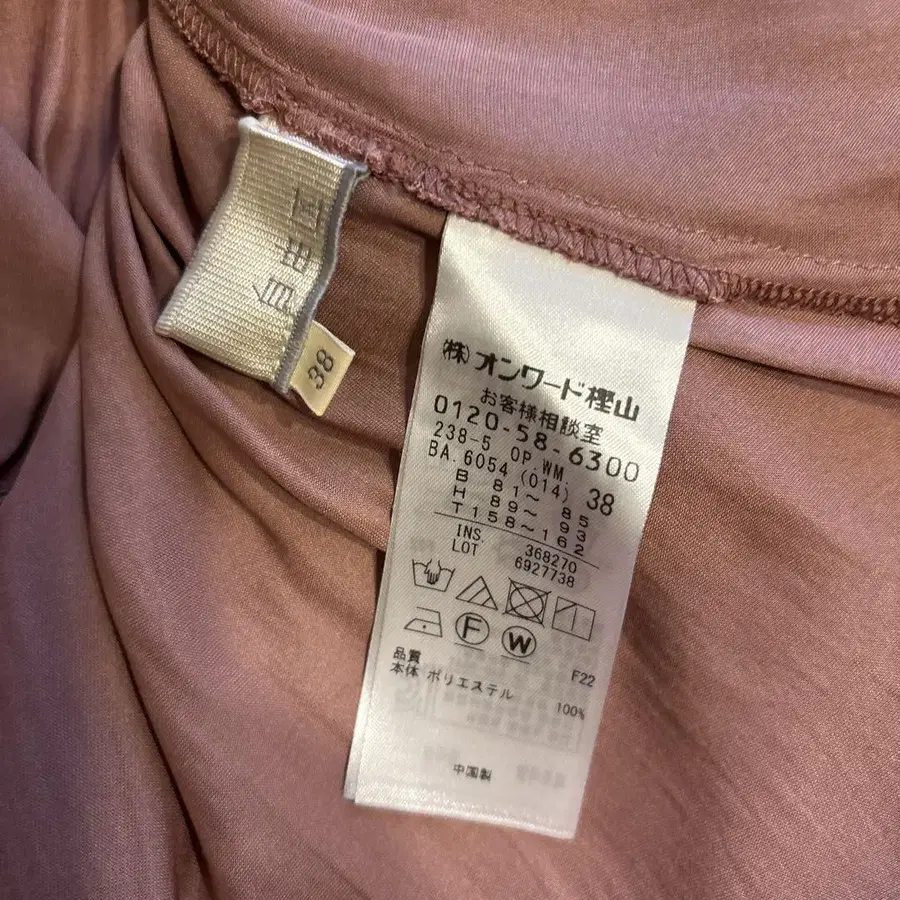 38
(株)オンワード樫山
お客様相談室
0120-58-6300
238-5 OP.WM.
BA.6054 (014) 38
B 81〜 85
H 89〜 93
T158〜162
INS. 368270
LOT 6927738
F W
品質 F22
本体 ポリエステル 100%
中国製